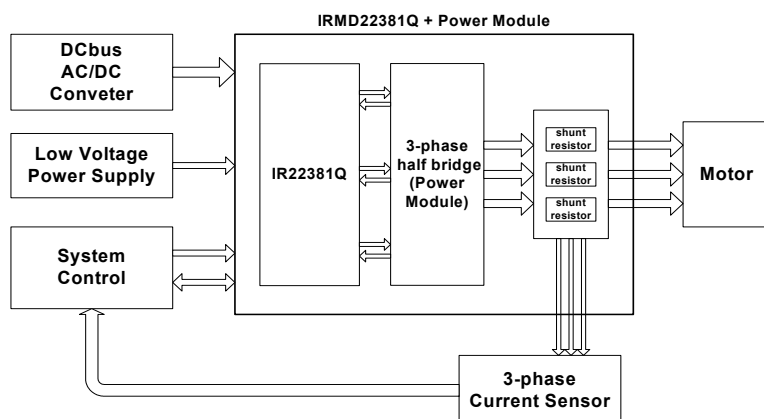 IRMD22381Q + Power Module
DCbus
AC/DC
Conveter
Low Voltage
Power Supply
System
Control
IR22381Q
3-phase
half bridge
(Power
Module)
shunt
resistor
shunt
resistor
shunt
resistor
Motor
3-phase
Current Sensor